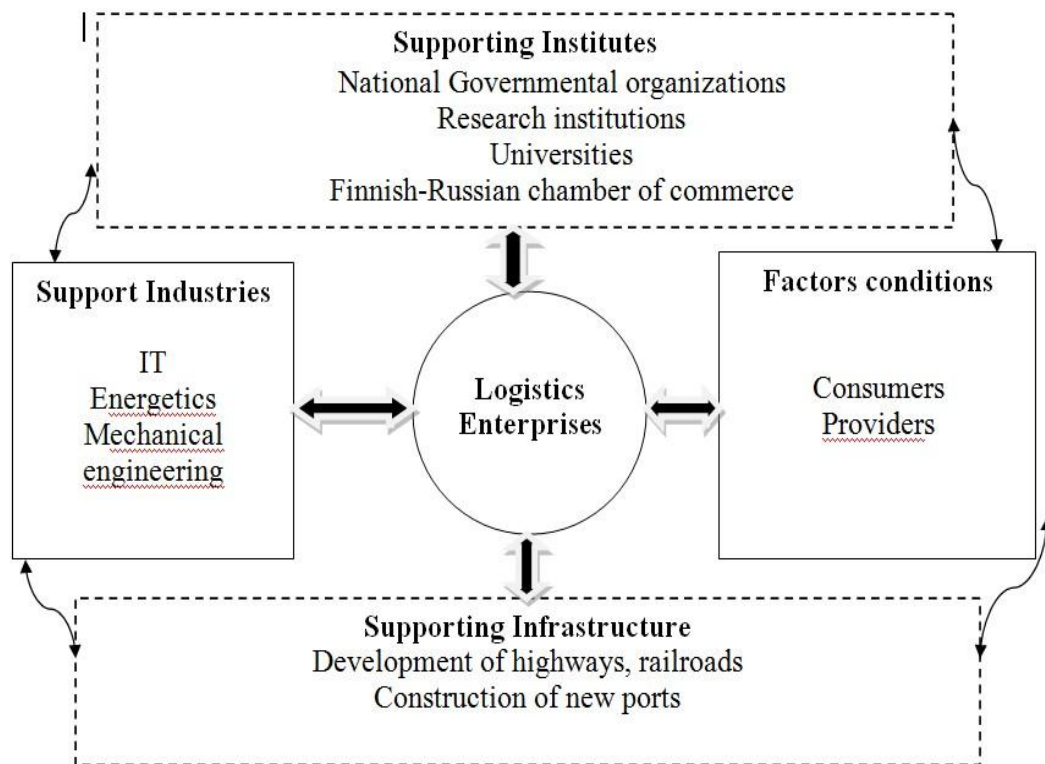 Supporting Institutes
National Governmental organizations
Research institutions
Universities
Finnish-Russian chamber of commerce
Support Industries
IT
Energetics
Mechanical
engineering
Logistics
Enterprises
Factors conditions
Consumers
Providers
Supporting Infrastructure
Development of highways, railroads
Construction of new ports